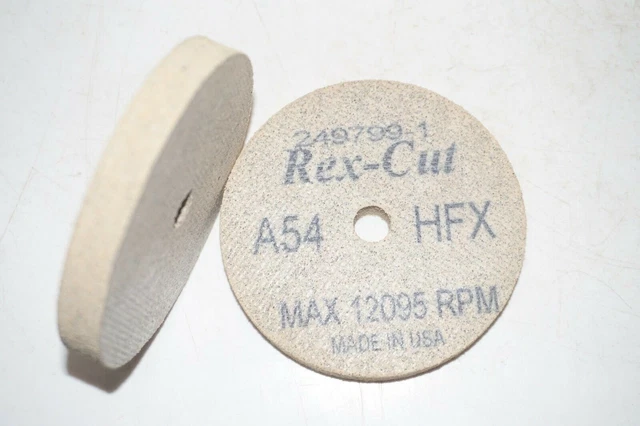 249799-1
Rex-Cut
A54 HFX
MAX 12095 RPM
MADE IN USA